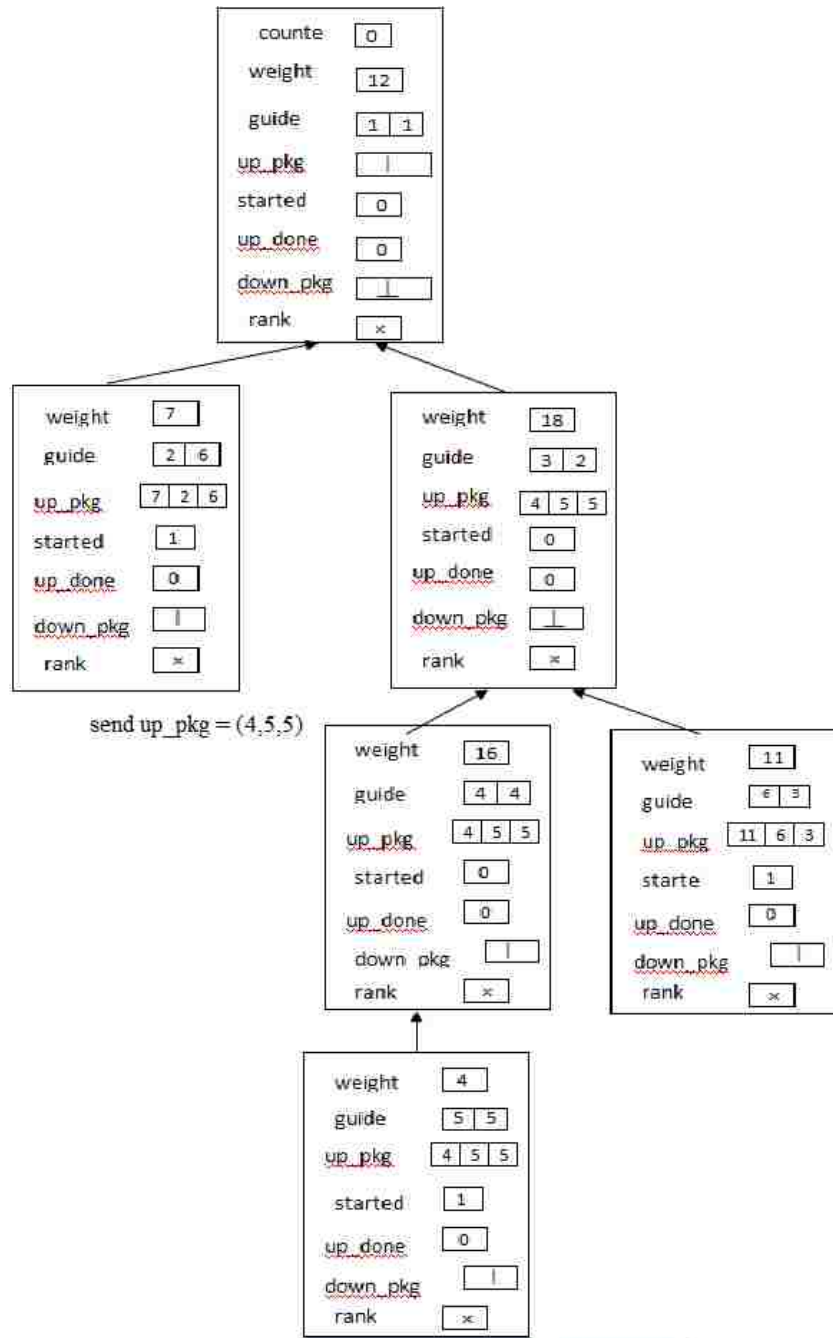 counte 0
weight 12
guide 1 1
up_pkg
started 0
up_done 0
down_pkg ⊥
rank ×
weight 7
guide 2 6
up_pkg 7 2 6
started 1
up_done 0
down_pkg
rank ×
weight 18
guide 3 2
up_pkg 4 5 5
started 0
up_done 0
down_pkg ⊥
rank ×
send up_pkg = (4,5,5)
weight 16
guide 4 4
up_pkg 4 5 5
started 0
up_done 0
down pkg
rank ×
weight 11
guide 6 3
up_pkg 11 6 3
starte 1
up_done 0
down_pkg
rank ×
weight 4
guide 5 5
up_pkg 4 5 5
started 1
up_done 0
down_pkg
rank ×